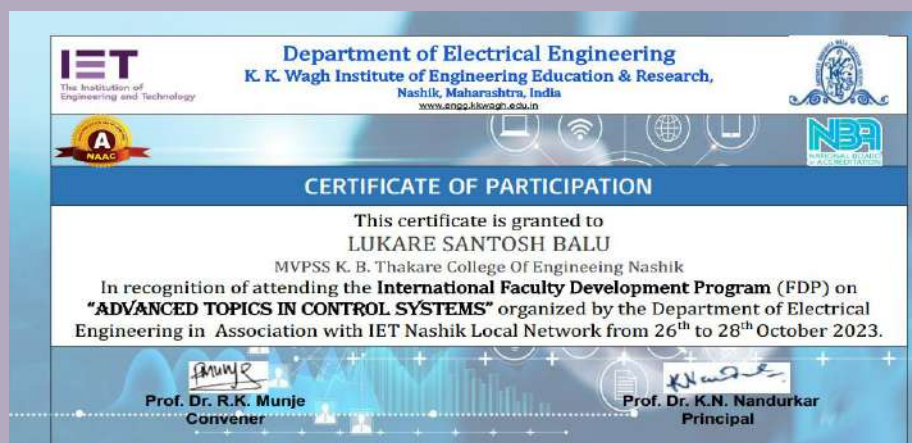 IET
The Institution of
Engineering and Technology
Department of Electrical Engineering
K. K. Wagh Institute of Engineering Education & Research,
Nashik, Maharashtra, India
www.engg.kkwagh.edu.in
A
NAAC
NBA
NATIONAL BOARD
of ACCREDITATION
CERTIFICATE OF PARTICIPATION
This certificate is granted to
LUKARE SANTOSH BALU
MVPSS K. B. Thakare College Of Engineeing Nashik
In recognition of attending the International Faculty Development Program (FDP) on
“ADVANCED TOPICS IN CONTROL SYSTEMS” organized by the Department of Electrical
Engineering in Association with IET Nashik Local Network from 26th to 28th October 2023.
Prof. Dr. R.K. Munje
Convener
Prof. Dr. K.N. Nandurkar
Principal